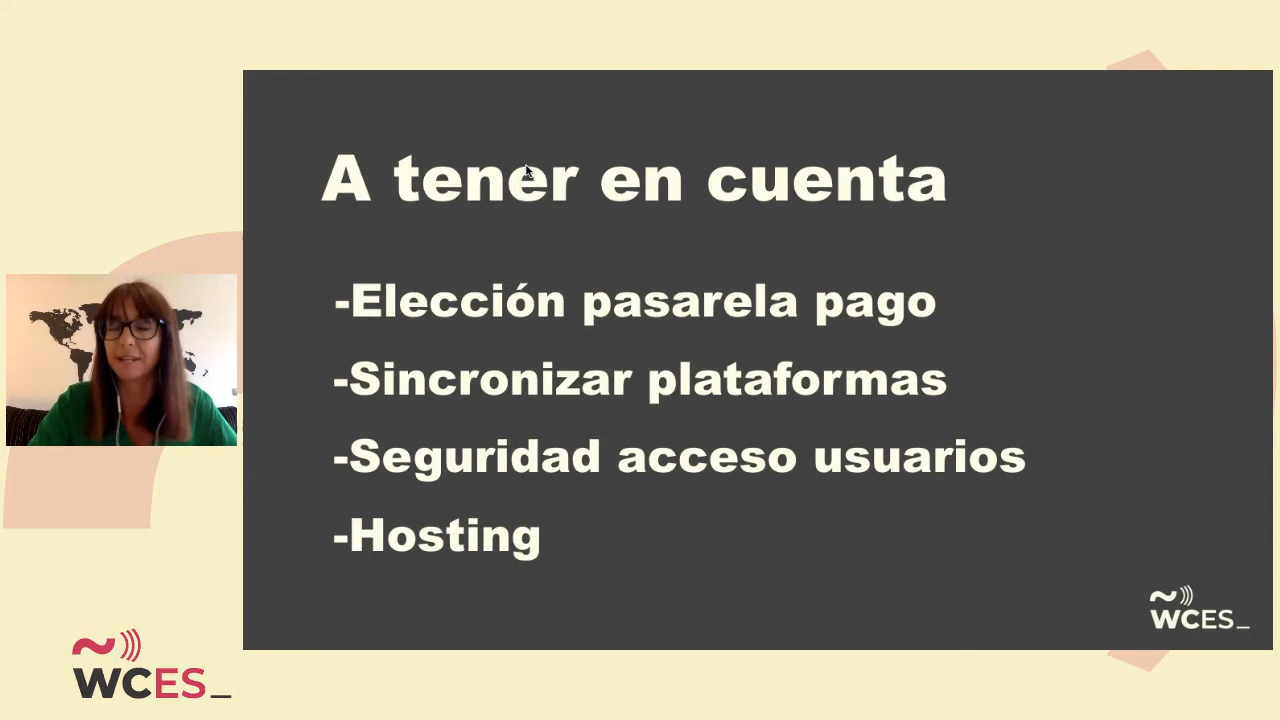 A tener en cuenta
-Elección pasarela pago
-Sincronizar plataformas
-Seguridad acceso usuarios
-Hosting
WCES_
WCES_